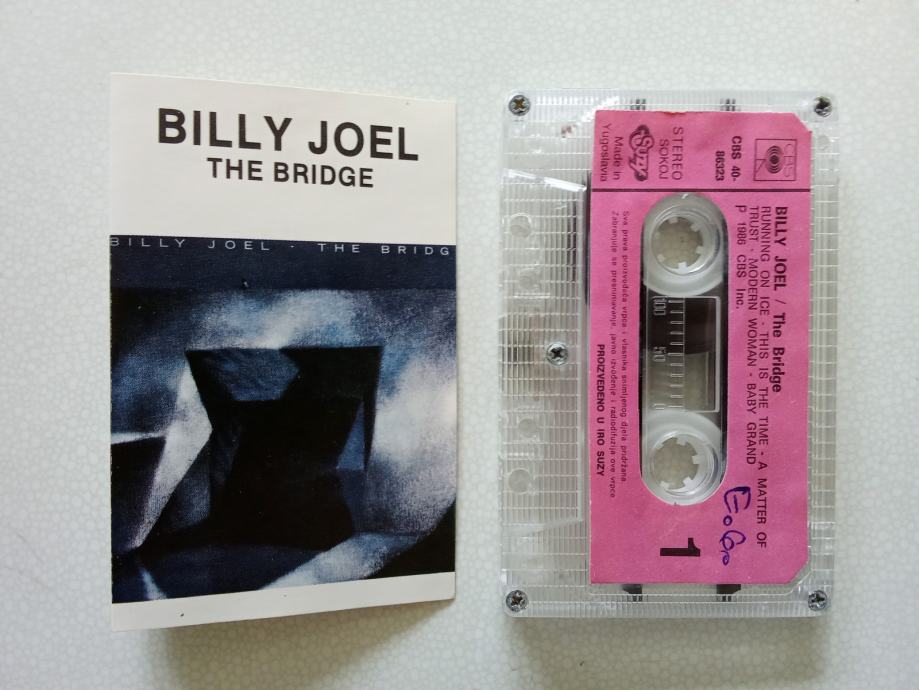 BILLY JOEL
THE BRIDGE
BILLY JOEL · THE BRIDG
CBS
CBS 40-
86323
STEREO
SOKOJ
SUZY
Made in
Yugoslavia
BILLY JOEL / The Bridge
RUNNING ON ICE - THIS IS THE TIME - A MATTER OF
TRUST - MODERN WOMAN - BABY GRAND
P 1986 CBS Inc.
100
50
1
Sva prava proizvođača vrpca i vlasnika snimljenog djela pridržana.
Zabranjuje se presnimavanje, javno izvođenje i radiodifuzija ove vrpce
PROIZVEDENO U IRO SUZY